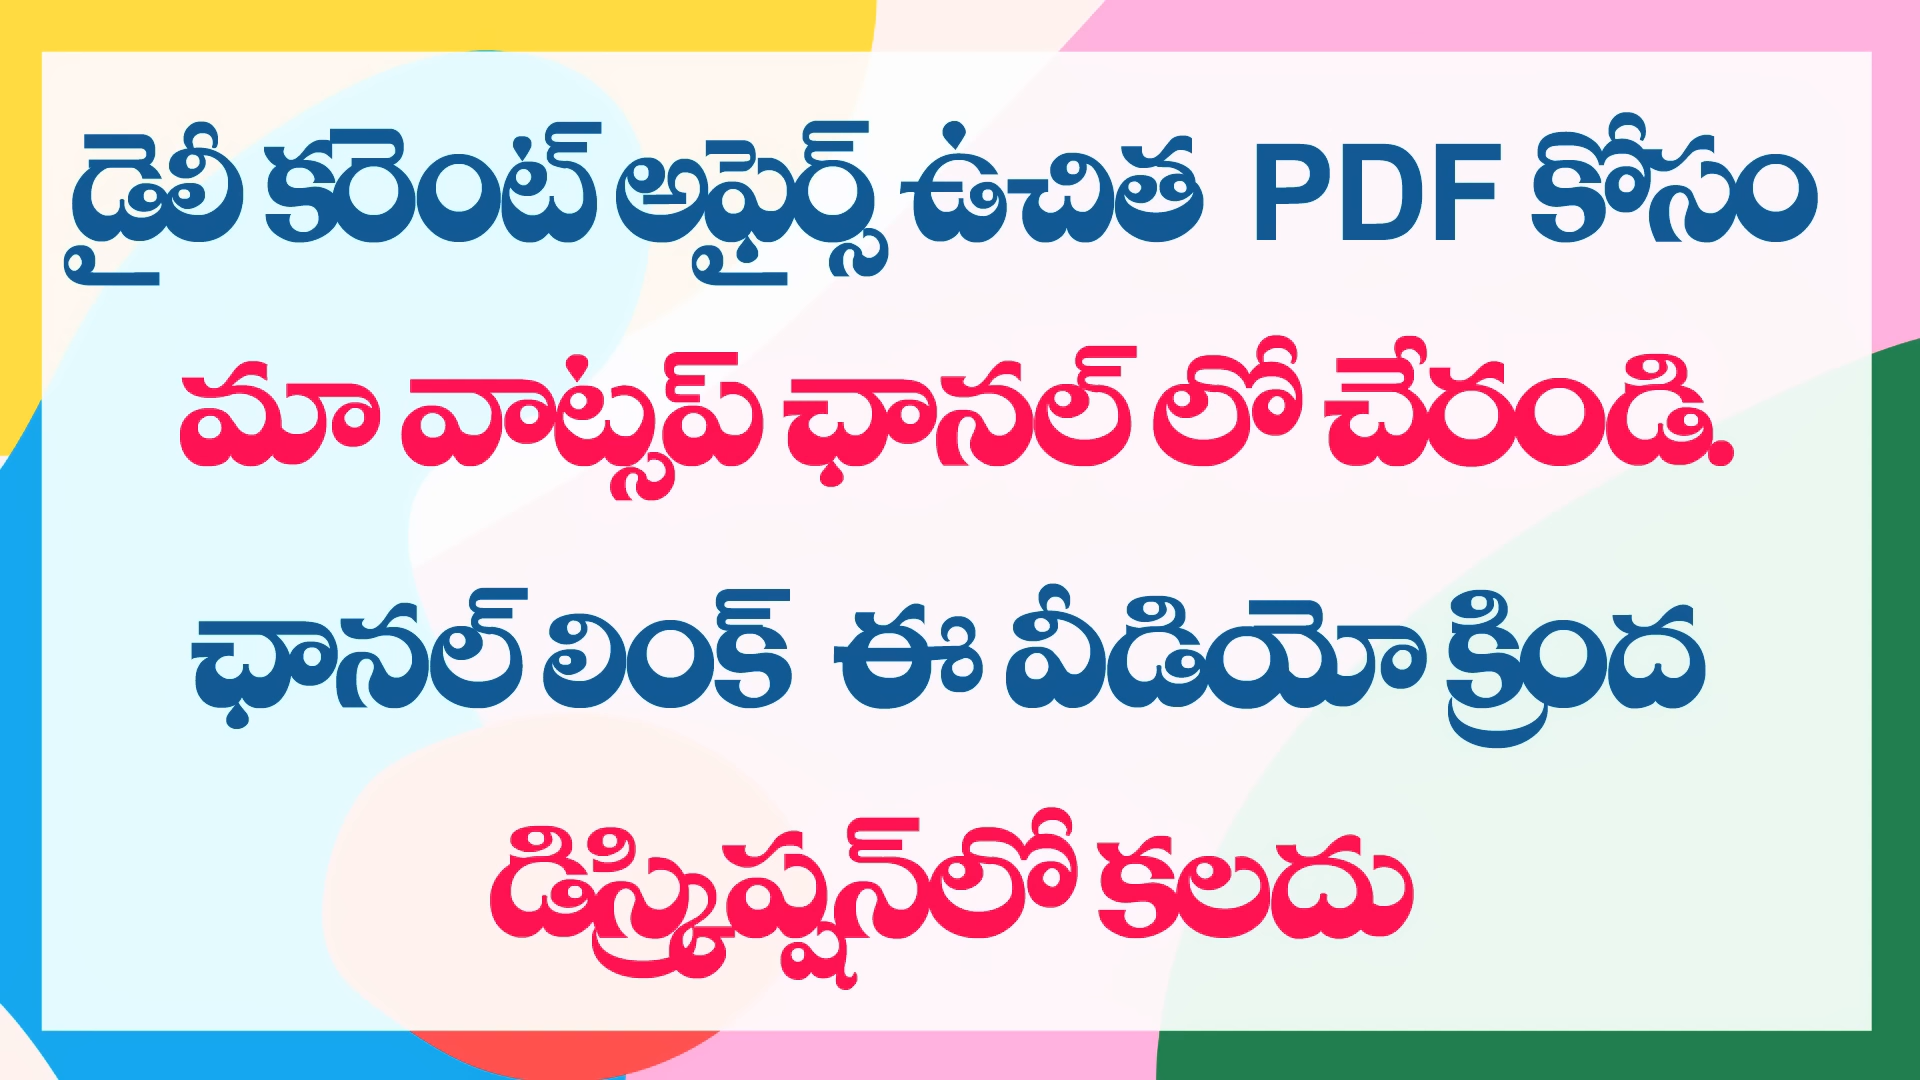 డైలీ కరెంట్ అఫైర్స్ ఉచిత PDF కోసం
మా వాట్సప్ ఛానల్ లో చేరండి.
ఛానల్ లింక్ ఈ వీడియో క్రింద
డిస్క్రిప్షన్‌లో కలదు